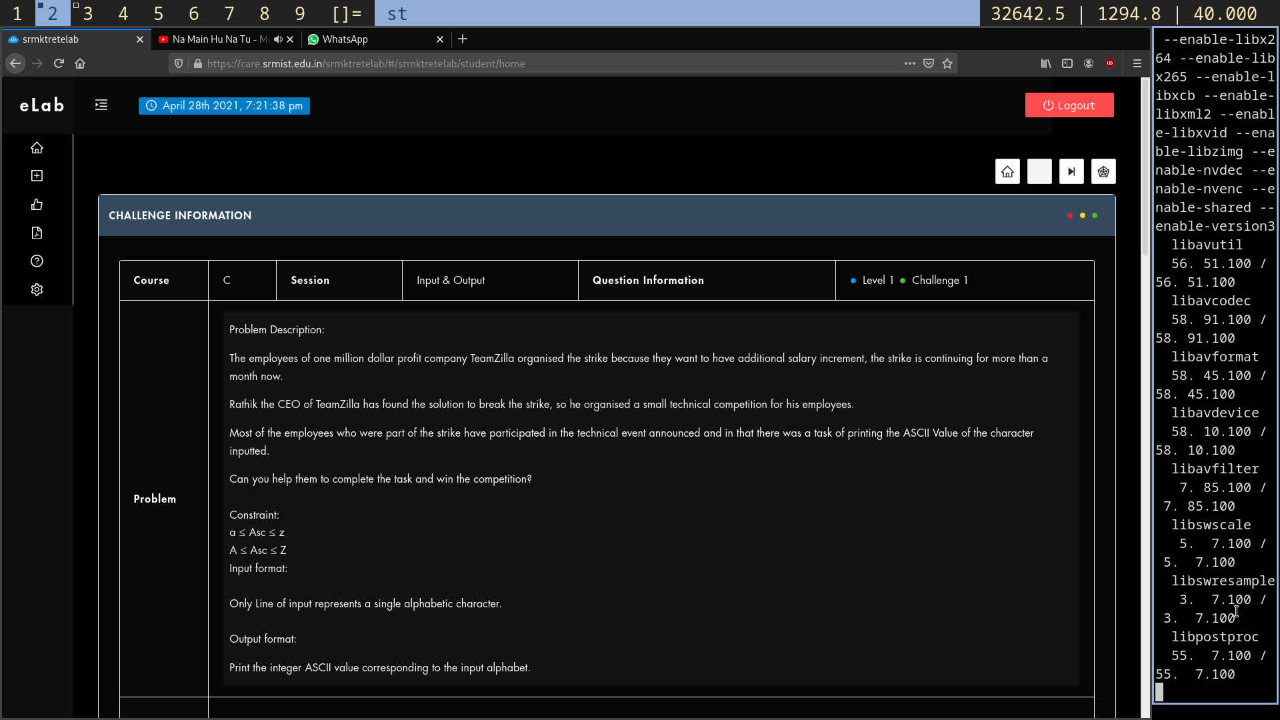 1 2 3 4 5 6 7 8 9 []= st 32642.5 | 1294.8 | 40.000
srmktretelab × Na Main Hu Na Tu - M × WhatsApp × +
https://care.srmist.edu.in/srmktretelab/#/srmktretelab/student/home
eLab
April 28th 2021, 7:21:38 pm
Logout
CHALLENGE INFORMATION
Course C Session Input & Output Question Information Level 1 Challenge 1
Problem
Problem Description:
The employees of one million dollar profit company TeamZilla organised the strike because they want to have additional salary increment, the strike is continuing for more than a
month now.
Rathik the CEO of TeamZilla has found the solution to break the strike, so he organised a small technical competition for his employees.
Most of the employees who were part of the strike have participated in the technical event announced and in that there was a task of printing the ASCII Value of the character
inputted.
Can you help them to complete the task and win the competition?
Constraint:
a ≤ Asc ≤ z
A ≤ Asc ≤ Z
Input format:
Only Line of input represents a single alphabetic character.
Output format:
Print the integer ASCII value corresponding to the input alphabet.
--enable-libx2
64 --enable-lib
x265 --enable-l
ibxcb --enable-
libxml2 --enabl
e-libxvid --ena
ble-libzimg --e
nable-nvdec --e
nable-nvenc --e
nable-shared --
enable-version3
libavutil
56. 51.100 /
56. 51.100
libavcodec
58. 91.100 /
58. 91.100
libavformat
58. 45.100 /
58. 45.100
libavdevice
58. 10.100 /
58. 10.100
libavfilter
7. 85.100 /
7. 85.100
libswscale
5. 7.100 /
5. 7.100
libswresample
3. 7.100 /
3. 7.100
libpostproc
55. 7.100 /
55. 7.100